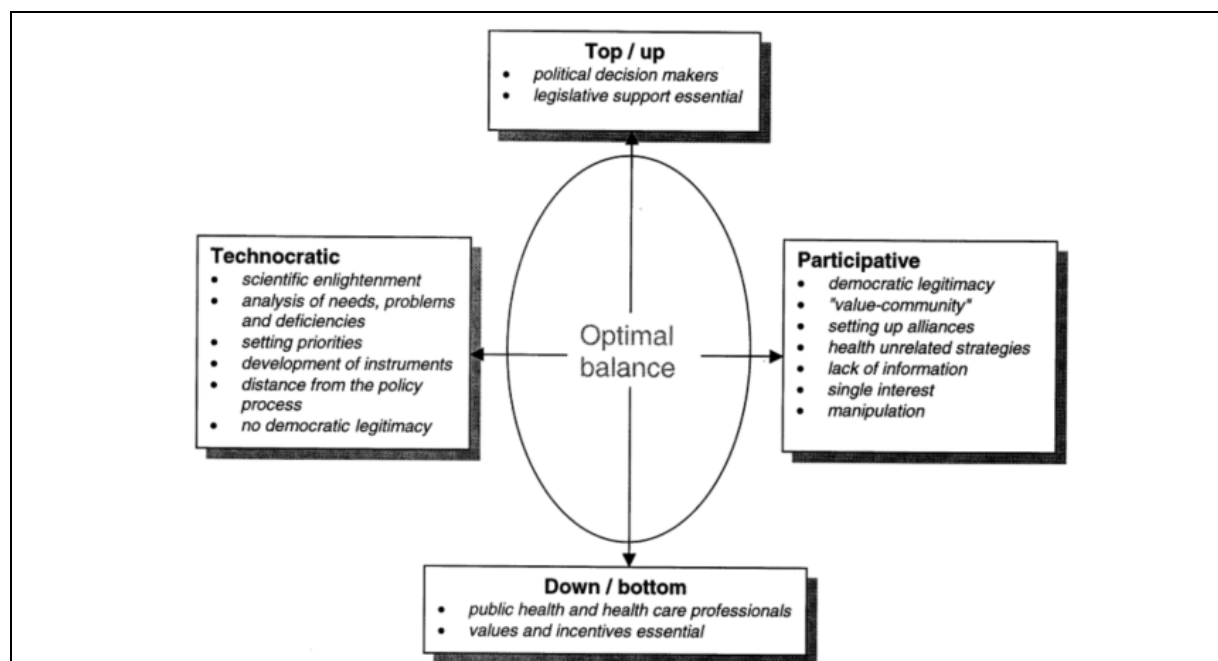 Top / up
• political decision makers
• legislative support essential
Technocratic
• scientific enlightenment
• analysis of needs, problems
and deficiencies
• setting priorities
• development of instruments
• distance from the policy
process
• no democratic legitimacy
Optimal
balance
Participative
• democratic legitimacy
• "value-community"
• setting up alliances
• health unrelated strategies
• lack of information
• single interest
• manipulation
Down / bottom
• public health and health care professionals
• values and incentives essential